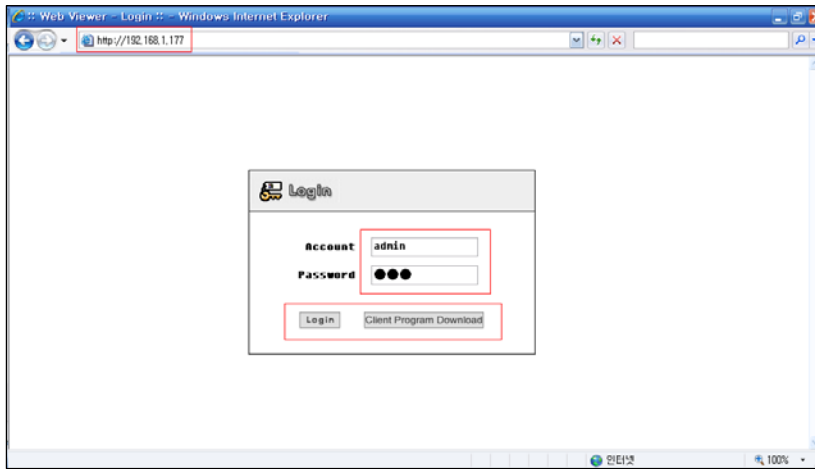 :: Web Viewer - Login :: - Windows Internet Explorer
http://192.168.1.177
Login
Account admin
Password ●●●
Login Client Program Download
인터넷 100%